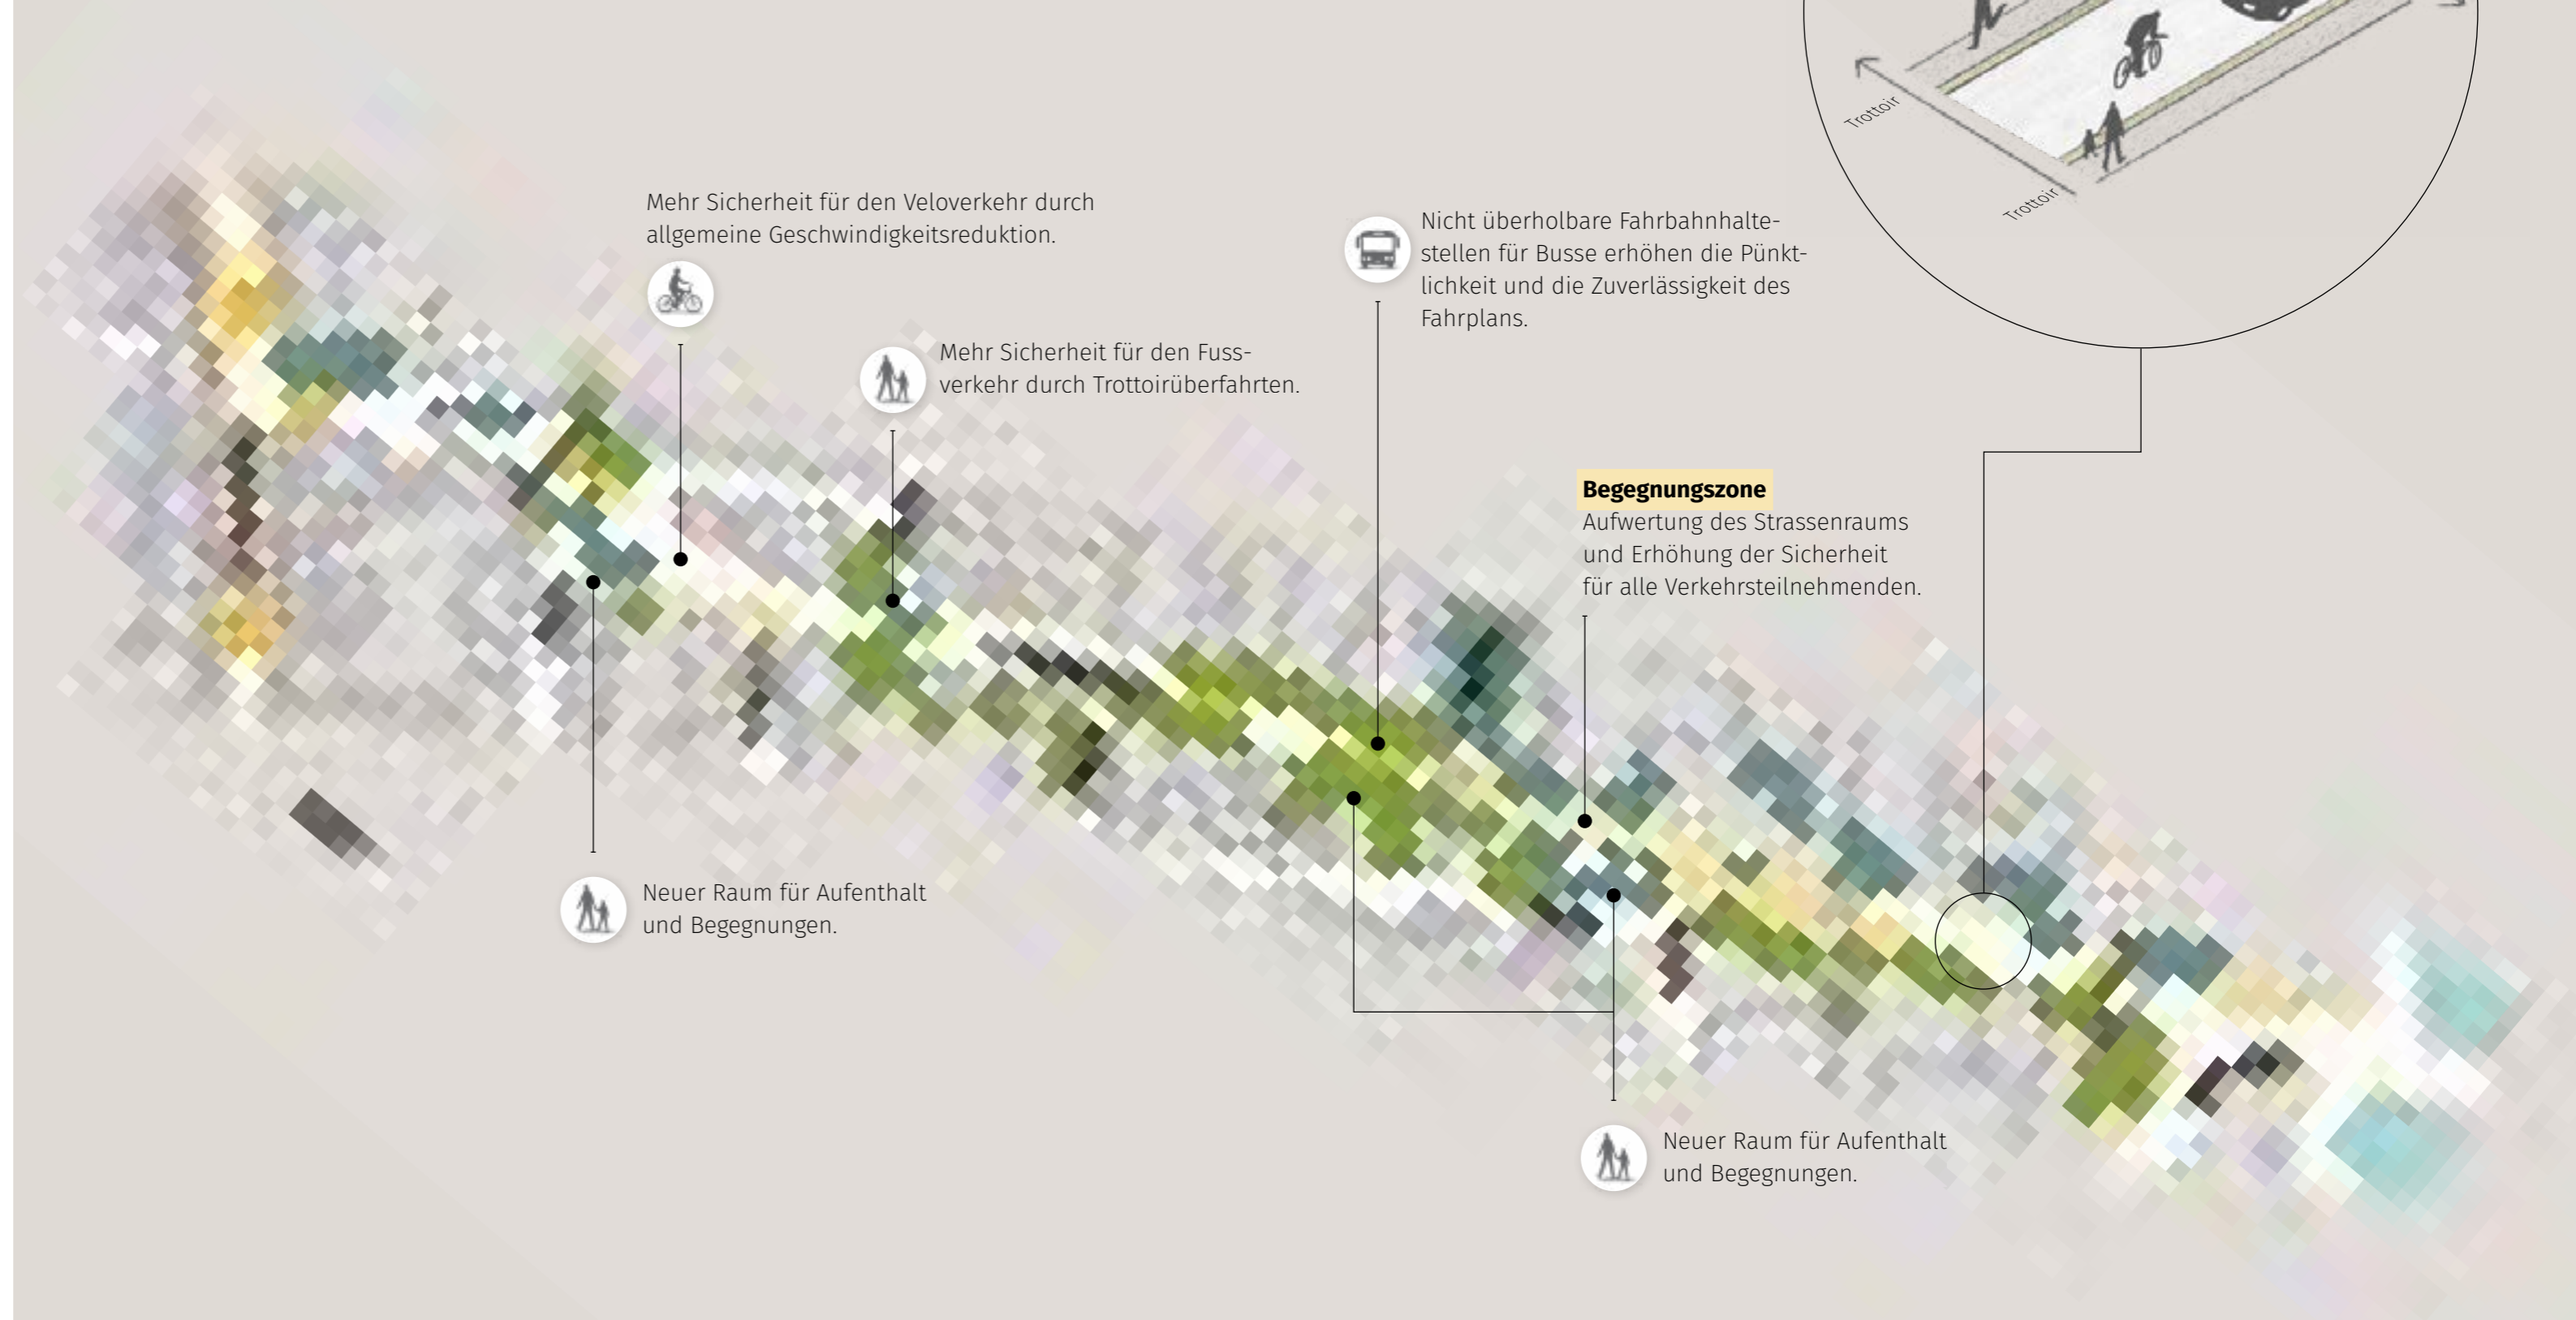 Trottoir
Trottoir
Mehr Sicherheit für den Veloverkehr durch
allgemeine Geschwindigkeitsreduktion.
Nicht überholbare Fahrbahnhalte-
stellen für Busse erhöhen die Pünkt-
lichkeit und die Zuverlässigkeit des
Fahrplans.
Mehr Sicherheit für den Fuss-
verkehr durch Trottoirüberfahrten.
Begegnungszone
Aufwertung des Strassenraums
und Erhöhung der Sicherheit
für alle Verkehrsteilnehmenden.
Neuer Raum für Aufenthalt
und Begegnungen.
Neuer Raum für Aufenthalt
und Begegnungen.